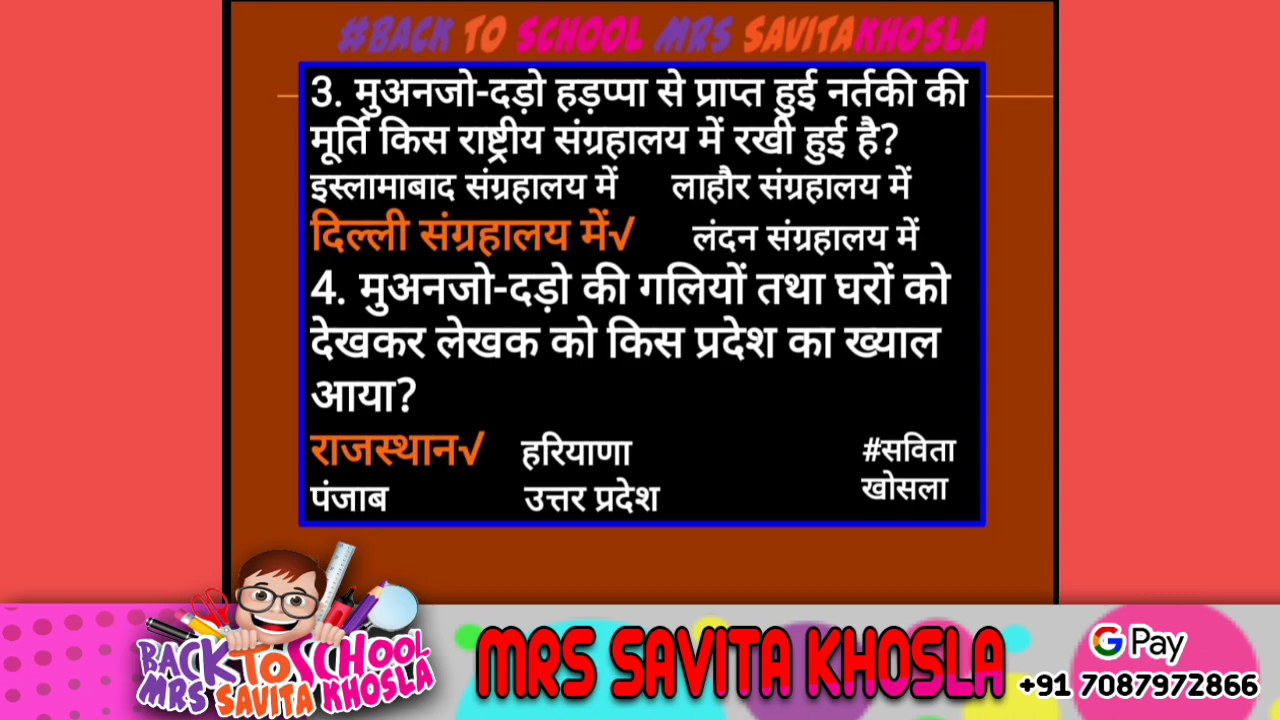 #BACK TO SCHOOL MRS SAVITAKHOSLA
3. मुअनजो-दड़ो हड़प्पा से प्राप्त हुई नर्तकी की
मूर्ति किस राष्ट्रीय संग्रहालय में रखी हुई है?
इस्लामाबाद संग्रहालय में लाहौर संग्रहालय में
दिल्ली संग्रहालय में√ लंदन संग्रहालय में
4. मुअनजो-दड़ो की गलियों तथा घरों को
देखकर लेखक को किस प्रदेश का ख्याल
आया?
राजस्थान√ हरियाणा #सविता
पंजाब उत्तर प्रदेश खोसला
BACK TO SCHOOL
MRS SAVITA KHOSLA
MRS SAVITA KHOSLA
G Pay
+91 7087972866